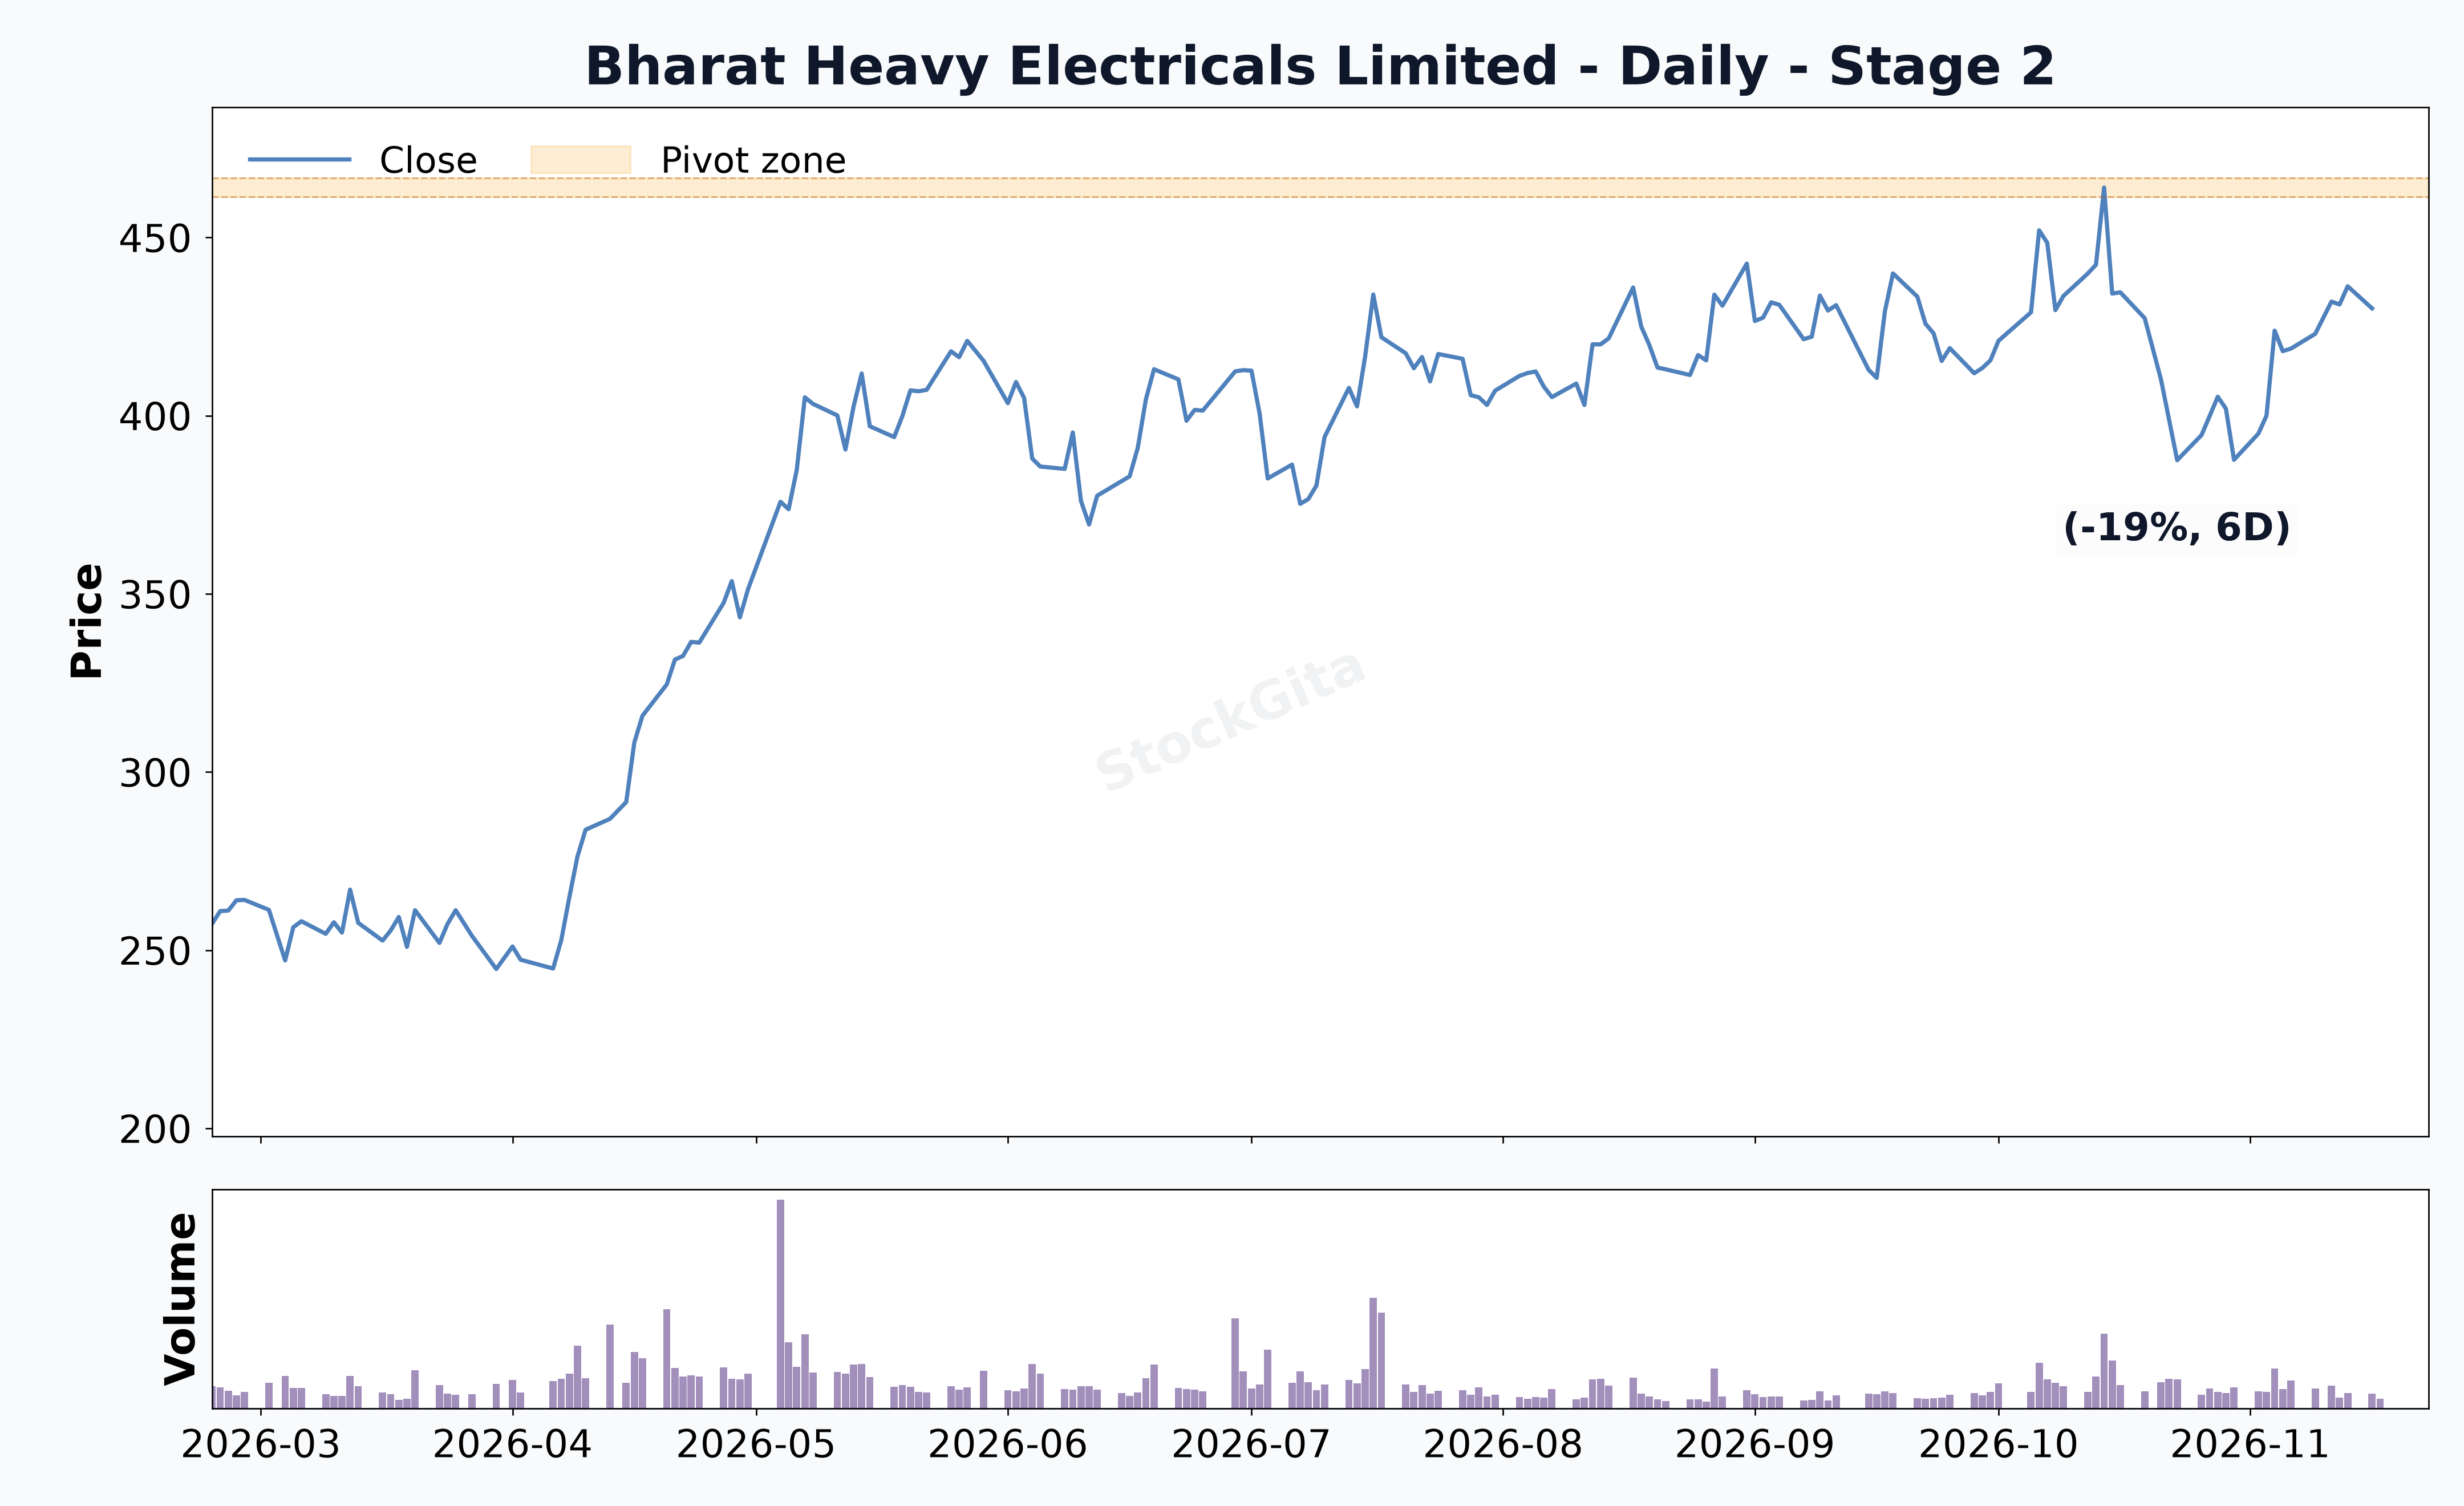 Bharat Heavy Electricals Limited - Daily - Stage 2
Close
Pivot zone
450
400
350
300
250
200
Price
(-19%, 6D)
StockGita
Volume
2026-03
2026-04
2026-05
2026-06
2026-07
2026-08
2026-09
2026-10
2026-11